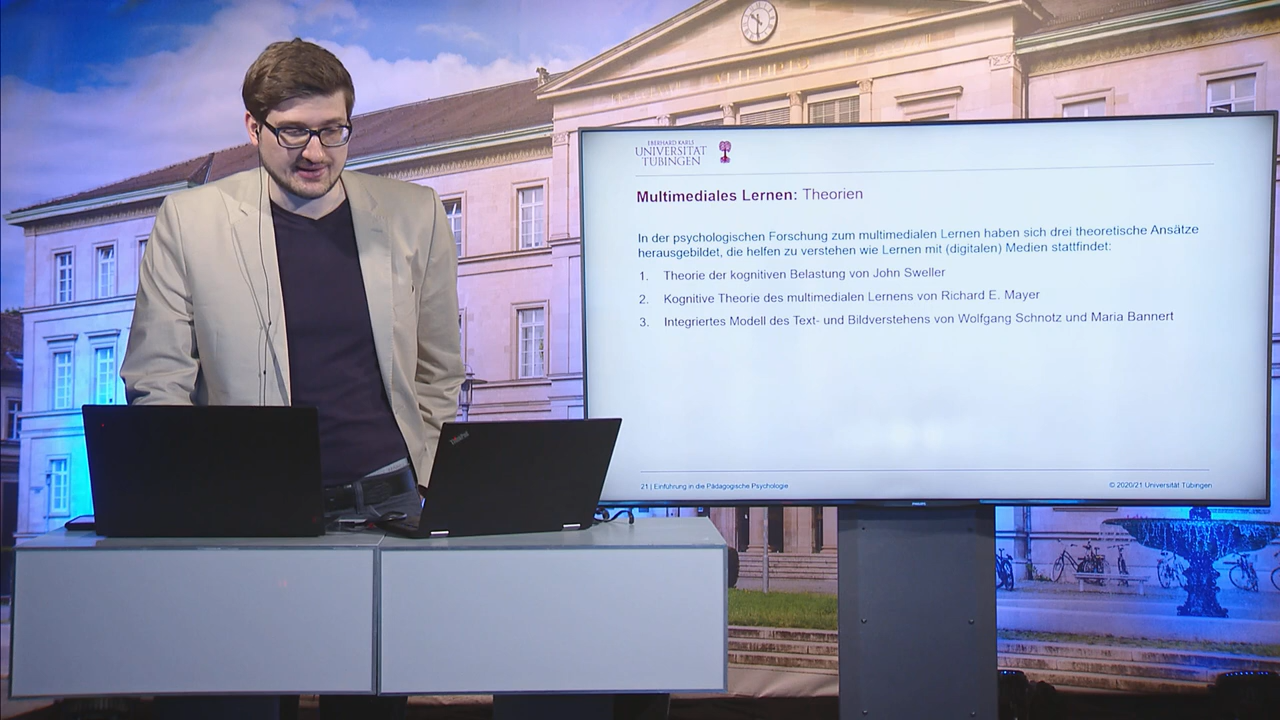 EBERHARD KARLS
UNIVERSITÄT
TÜBINGEN
Multimediales Lernen: Theorien
In der psychologischen Forschung zum multimedialen Lernen haben sich drei theoretische Ansätze
herausgebildet, die helfen zu verstehen wie Lernen mit (digitalen) Medien stattfindet:
1. Theorie der kognitiven Belastung von John Sweller
2. Kognitive Theorie des multimedialen Lernens von Richard E. Mayer
3. Integriertes Modell des Text- und Bildverstehens von Wolfgang Schnotz und Maria Bannert
21 | Einführung in die Pädagogische Psychologie
© 2020/21 Universität Tübingen
PHILIPS
ThinkPad